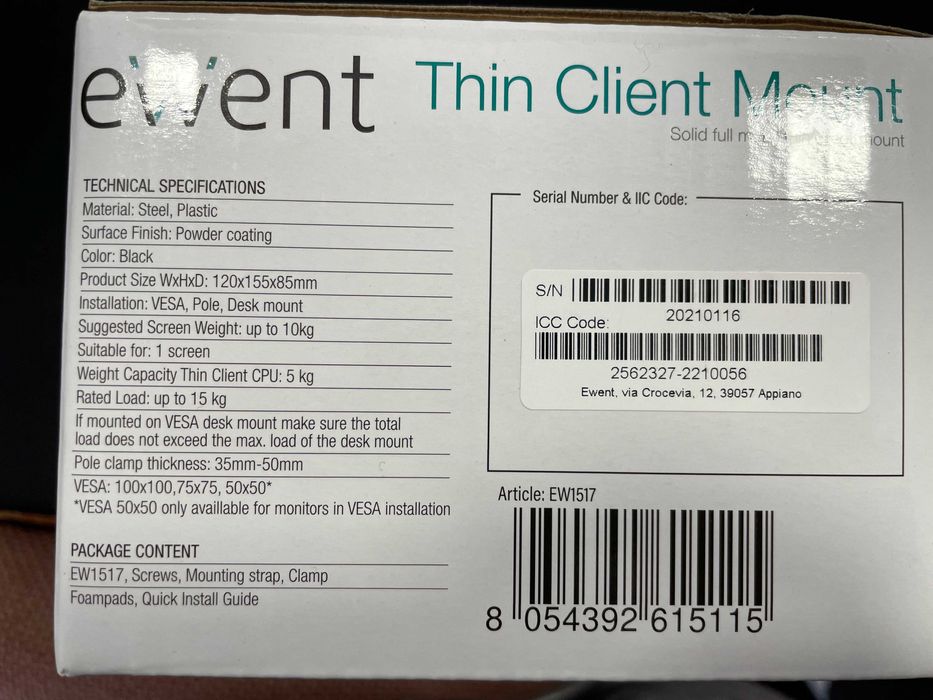 ewent
Thin Client Mount
Solid full
mount
TECHNICAL SPECIFICATIONS
Material: Steel, Plastic
Surface Finish: Powder coating
Color: Black
Product Size WxHxD: 120x155x85mm
Installation: VESA, Pole, Desk mount
Suggested Screen Weight: up to 10kg
Suitable for: 1 screen
Weight Capacity Thin Client CPU: 5 kg
Rated Load: up to 15 kg
If mounted on VESA desk mount make sure the total
load does not exceed the max. load of the desk mount
Pole clamp thickness: 35mm-50mm
VESA: 100x100,75x75, 50x50*
*VESA 50x50 only availlable for monitors in VESA installation
PACKAGE CONTENT
EW1517, Screws, Mounting strap, Clamp
Foampads, Quick Install Guide
Serial Number & IIC Code:
S/N
20210116
ICC Code:
2562327-2210056
Ewent, via Crocevia, 12, 39057 Appiano
Article: EW1517
8 054392 615115